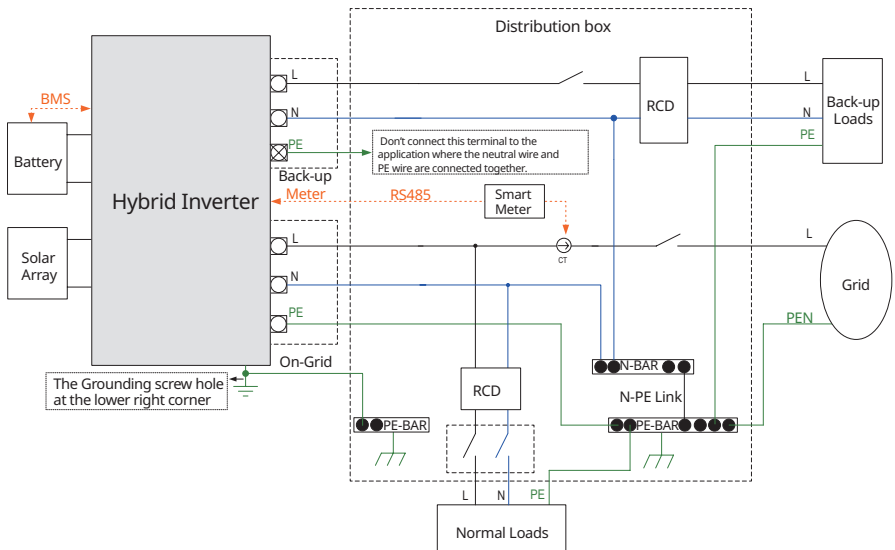 Distribution box
L
L
BMS
RCD
Back-up
Loads
N
N
PE
PE
Don't connect this terminal to the
application where the neutral wire and
PE wire are connected together.
Battery
Back-up
Hybrid Inverter
Meter
RS485
Smart
Meter
L
L
CT
Solar
Array
N
Grid
PE
PEN
On-Grid
N-BAR
The Grounding screw hole
at the lower right corner
RCD
N-PE Link
PE-BAR
PE-BAR
L
N
PE
Normal Loads